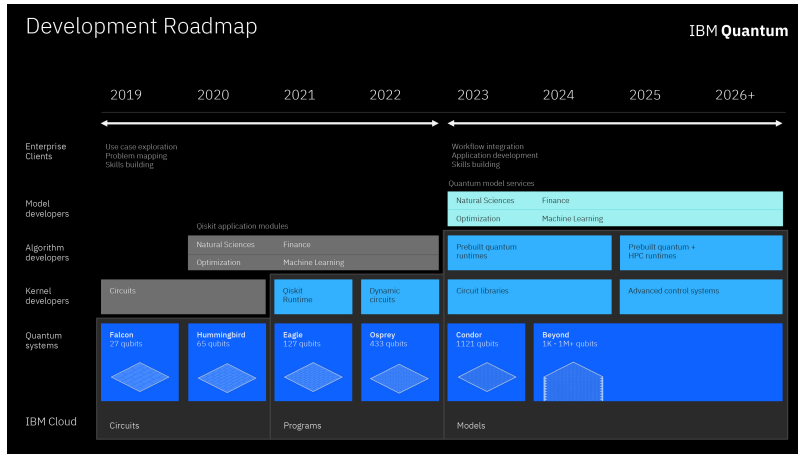 Development Roadmap
IBM Quantum
2019 2020 2021 2022 2023 2024 2025 2026+
Enterprise
Clients
Use case exploration
Problem mapping
Skills building
Workflow integration
Application development
Skills building
Model
developers
Quantum model services
Natural Sciences Finance
Optimization Machine Learning
Algorithm
developers
Qiskit application modules
Natural Sciences Finance
Optimization Machine Learning
Prebuilt quantum
runtimes
Prebuilt quantum +
HPC runtimes
Kernel
developers
Circuits
Qiskit
Runtime
Dynamic
circuits
Circuit libraries
Advanced control systems
Quantum
systems
Falcon
27 qubits
Hummingbird
65 qubits
Eagle
127 qubits
Osprey
433 qubits
Condor
1121 qubits
Beyond
1K - 1M+ qubits
IBM Cloud
Circuits
Programs
Models